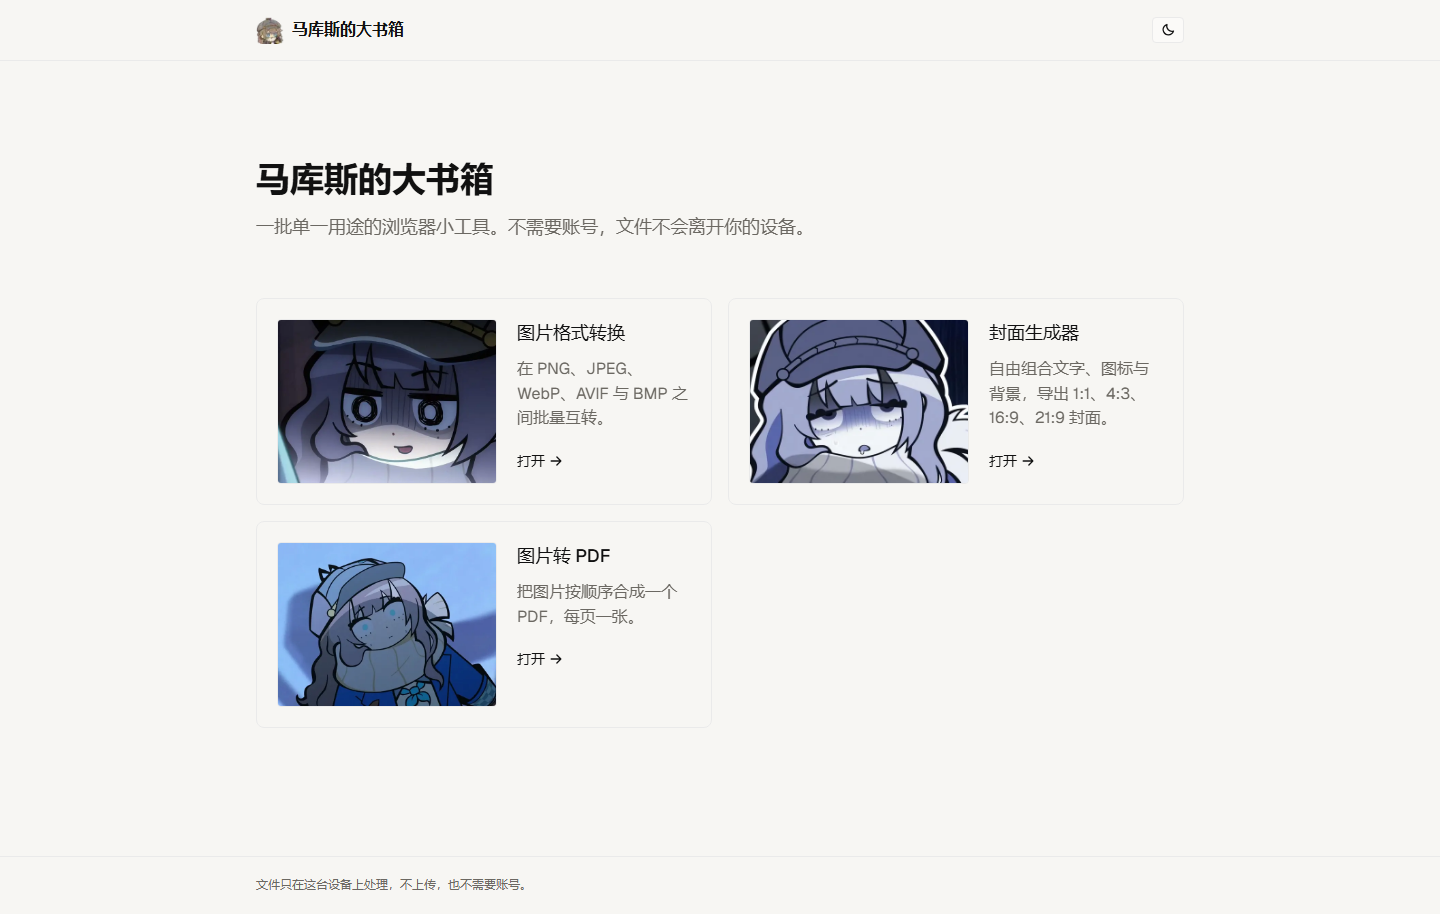 马库斯的大书箱
马库斯的大书箱
一批单一用途的浏览器小工具。不需要账号，文件不会离开你的设备。
图片格式转换
在 PNG、JPEG、
WebP、AVIF 与 BMP 之
间批量互转。
打开 →
封面生成器
自由组合文字、图标与
背景，导出 1:1、4:3、
16:9、21:9 封面。
打开 →
图片转 PDF
把图片按顺序合成一个
PDF，每页一张。
打开 →
文件只在这台设备上处理，不上传，也不需要账号。